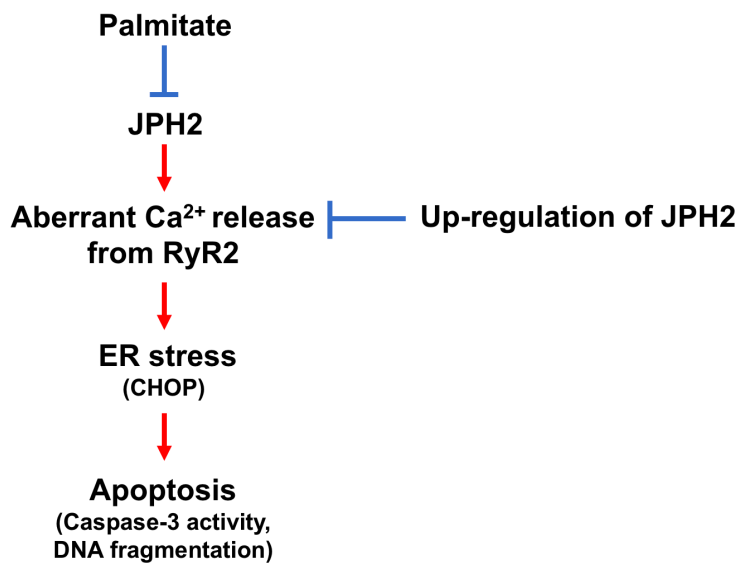 Palmitate
JPH2
Aberrant Ca²⁺ release
from RyR2
Up-regulation of JPH2
ER stress
(CHOP)
Apoptosis
(Caspase-3 activity,
DNA fragmentation)